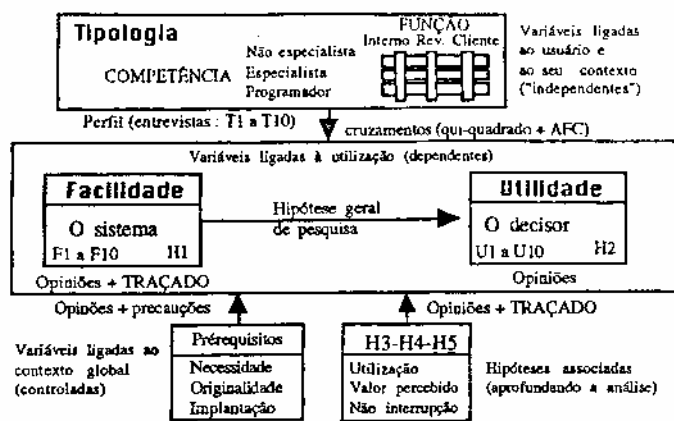 Tipologia
FUNÇÃO
Interno Rev. Cliente
COMPETÊNCIA
Não especialista
Especialista
Programador
Variáveis ligadas
ao usuário e
ao seu contexto
("independentes")
Perfil (entrevistas : T1 a T10)
cruzamentos (qui-quadrado + AFC)
Variáveis ligadas à utilização (dependentes)
Facilidade
O sistema
F1 a F10 H1
Hipótese geral
de pesquisa
Utilidade
O decisor
U1 a U10 H2
Opiniões + TRAÇADO
Opiniões
Opinões + precauções
Opiniões + TRAÇADO
Variáveis ligadas ao
contexto global
(controladas)
Prérequisitos
Necessidade
Originalidade
Implantação
H3-H4-H5
Utilização
Valor percebido
Não interrupção
Hipóteses associadas
(aprofundando a análise)